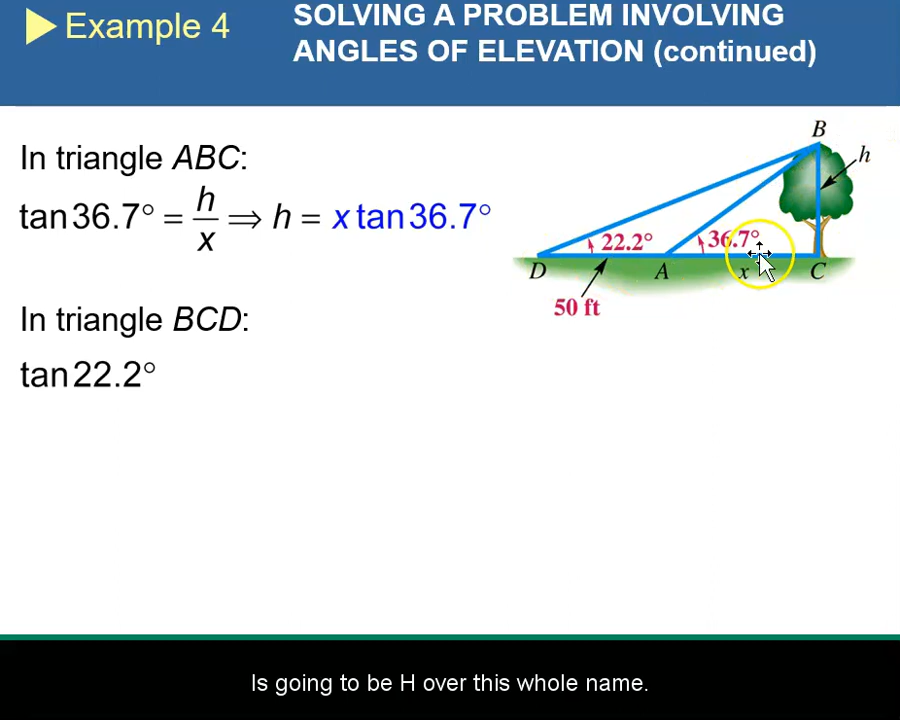 Example 4
SOLVING A PROBLEM INVOLVING
ANGLES OF ELEVATION (continued)
In triangle ABC:
tan 36.7° = h/x ⇒ h = x tan 36.7°
In triangle BCD:
tan 22.2°
B
h
22.2°
36.7°
D
A
x
C
50 ft
Is going to be H over this whole name.